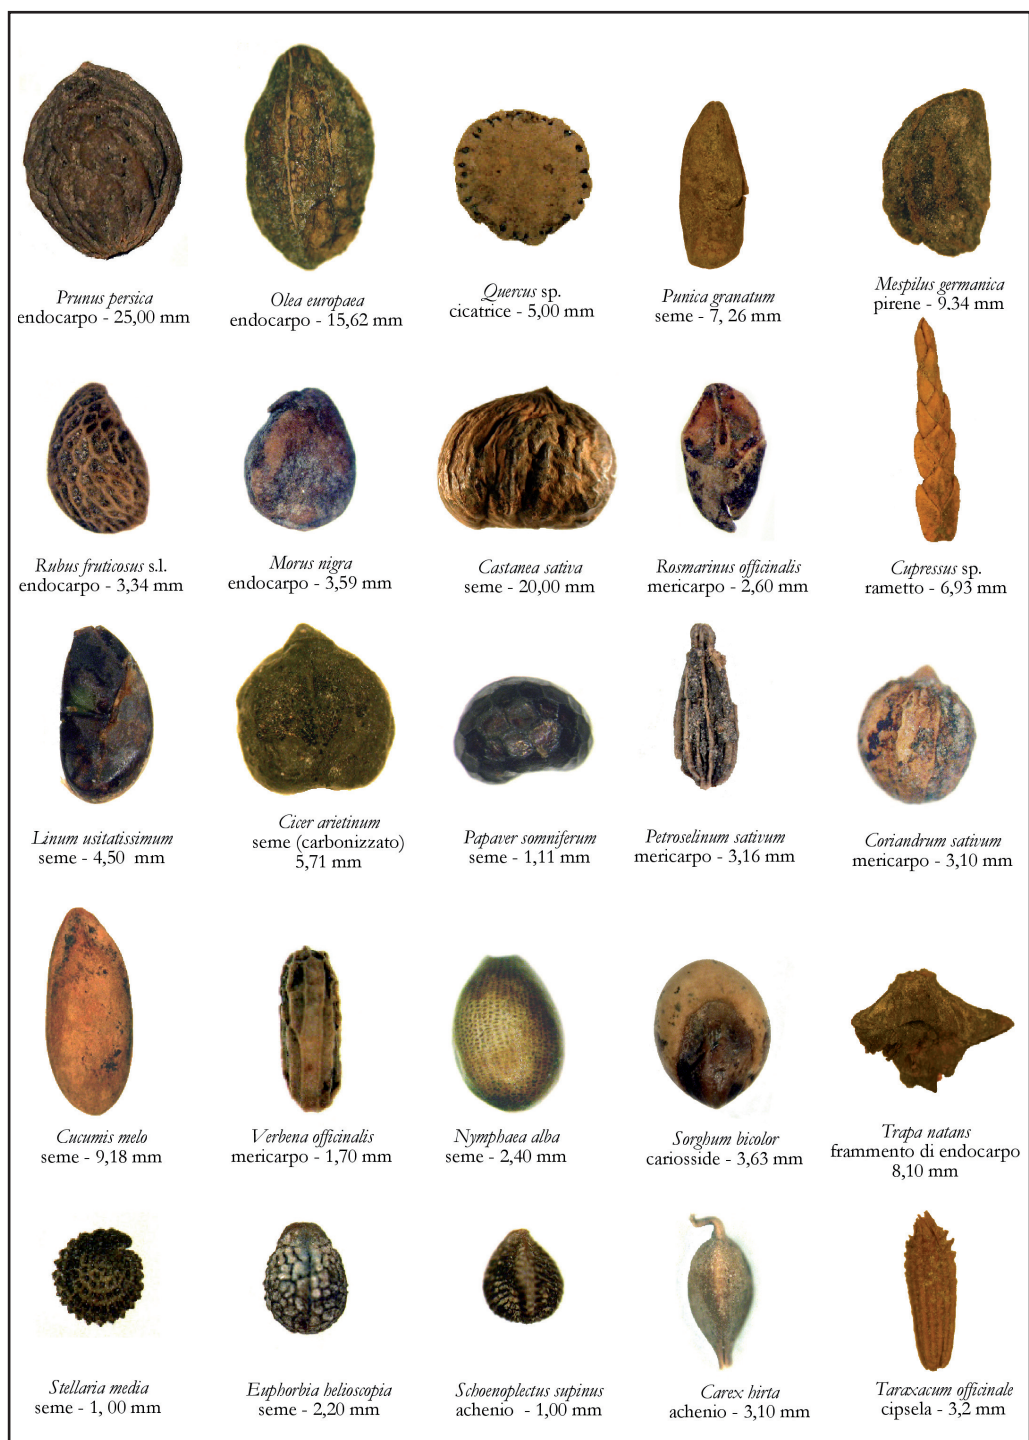 Prunus persica
endocarpo - 25,00 mm
Olea europaea
endocarpo - 15,62 mm
Quercus sp.
cicatrice - 5,00 mm
Punica granatum
seme - 7, 26 mm
Mespilus germanica
pirene - 9,34 mm
Rubus fruticosus s.l.
endocarpo - 3,34 mm
Morus nigra
endocarpo - 3,59 mm
Castanea sativa
seme - 20,00 mm
Rosmarinus officinalis
mericarpo - 2,60 mm
Cupressus sp.
rametto - 6,93 mm
Linum usitatissimum
seme - 4,50 mm
Cicer arietinum
seme (carbonizzato)
5,71 mm
Papaver somniferum
seme - 1,11 mm
Petroselinum sativum
mericarpo - 3,16 mm
Coriandrum sativum
mericarpo - 3,10 mm
Cucumis melo
seme - 9,18 mm
Verbena officinalis
mericarpo - 1,70 mm
Nymphaea alba
seme - 2,40 mm
Sorghum bicolor
cariosside - 3,63 mm
Trapa natans
frammento di endocarpo
8,10 mm
Stellaria media
seme - 1, 00 mm
Euphorbia helioscopia
seme - 2,20 mm
Schoenoplectus supinus
achenio - 1,00 mm
Carex hirta
achenio - 3,10 mm
Taraxacum officinale
cipsela - 3,2 mm